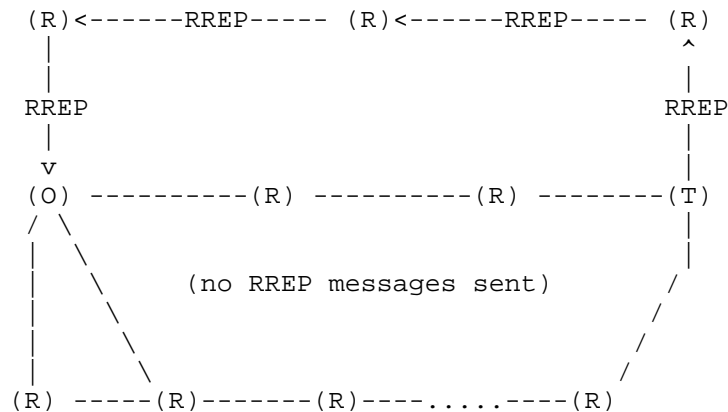 (R)<------RREP----- (R)<------RREP----- (R)
|                                        ^
|                                        |
RREP                                  RREP
|                                        |
v                                        |
(O) ----------(R) ----------(R) --------(T)
/ \                                      |
|  \                                     |
|   \    (no RREP messages sent)        /
|    \                                 /
|     \                               /
|      \                             /
(R) -----(R)-------(R)----.....----(R)